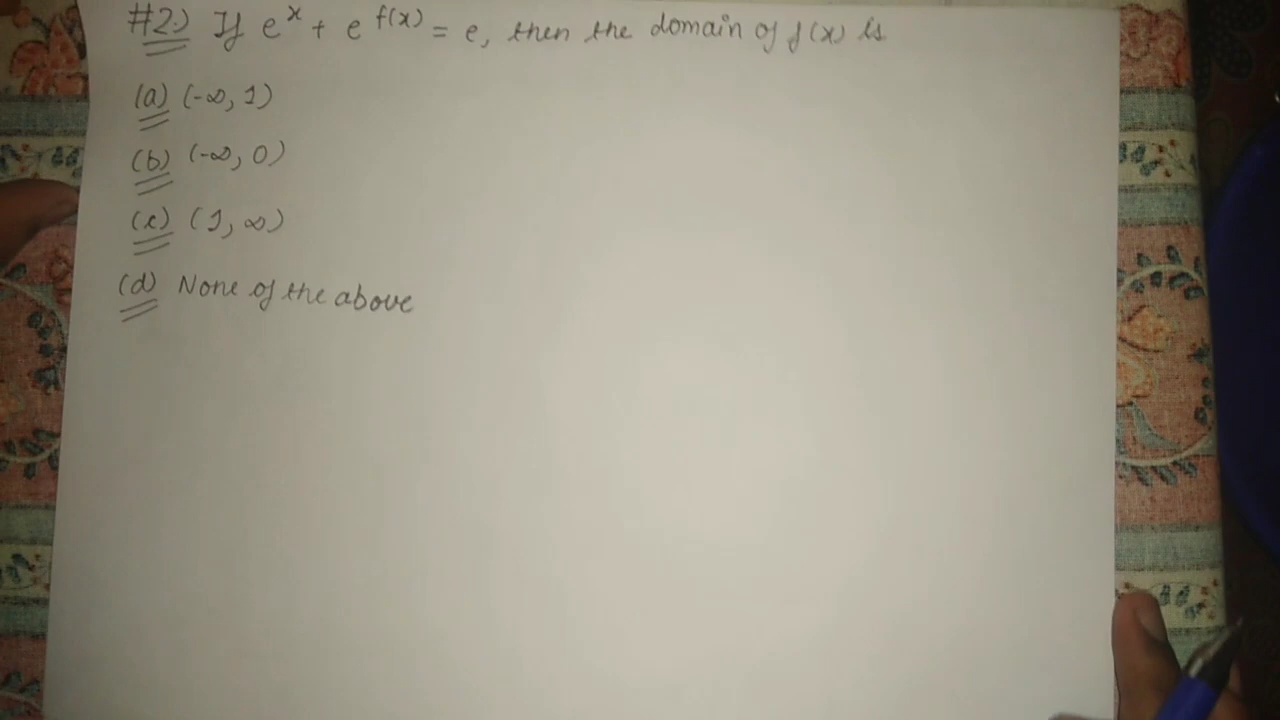 #2.) If e^x + e^f(x) = e, then the domain of f(x) is
(a) (-∞, 1)
(b) (-∞, 0)
(c) (1, ∞)
(d) None of the above